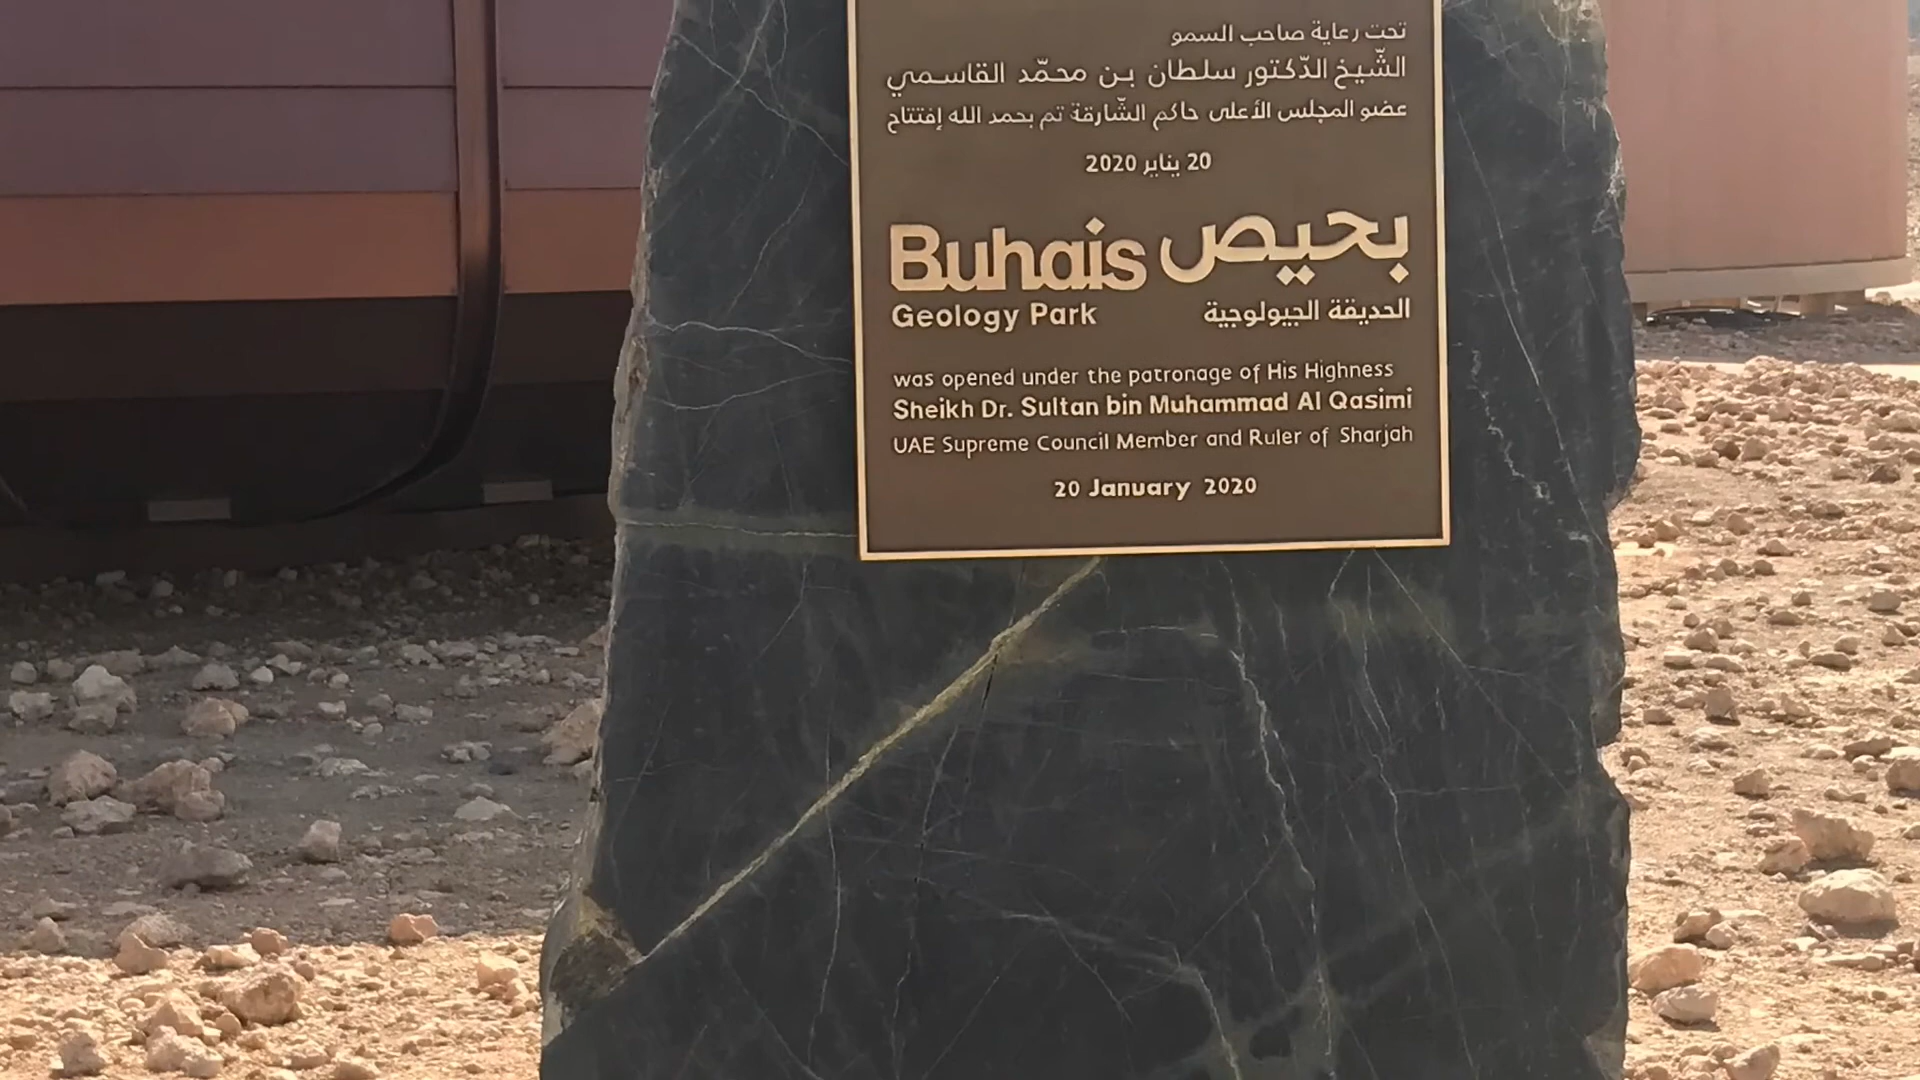 تحت رعاية صاحب السمو
الشّيخ الدّكتور سلطان بن محمّد القاسمي
عضو المجلس الأعلى حاكم الشّارقة تم بحمد الله إفتتاح
20 يناير 2020
Buhais بحيص
Geology Park الحديقة الجيولوجية
was opened under the patronage of His Highness
Sheikh Dr. Sultan bin Muhammad Al Qasimi
UAE Supreme Council Member and Ruler of Sharjah
20 January 2020